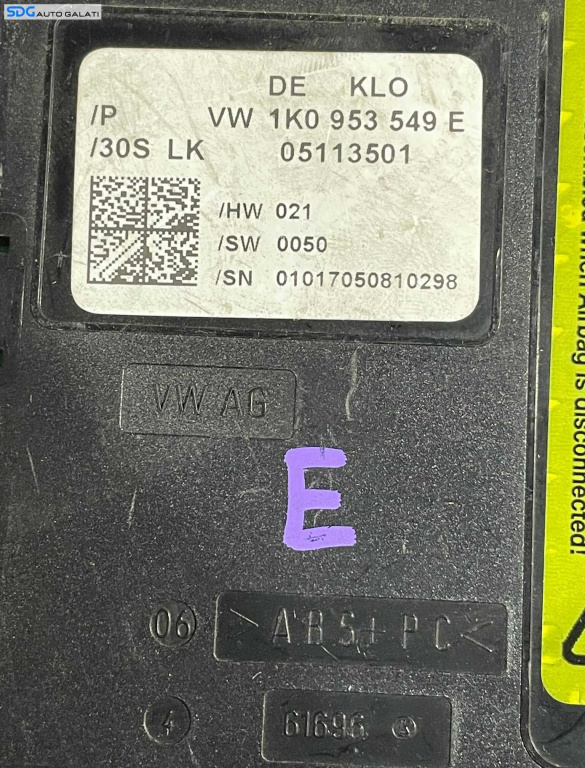 SDG AUTO GALATI
DE KLO
/P VW 1K0 953 549 E
/30S LK 05113501
/HW 021
/SW 0050
/SN 01017050810298
VW AG
E
06 >ABS+PC<
4 61696
when Airbag is disconnected!